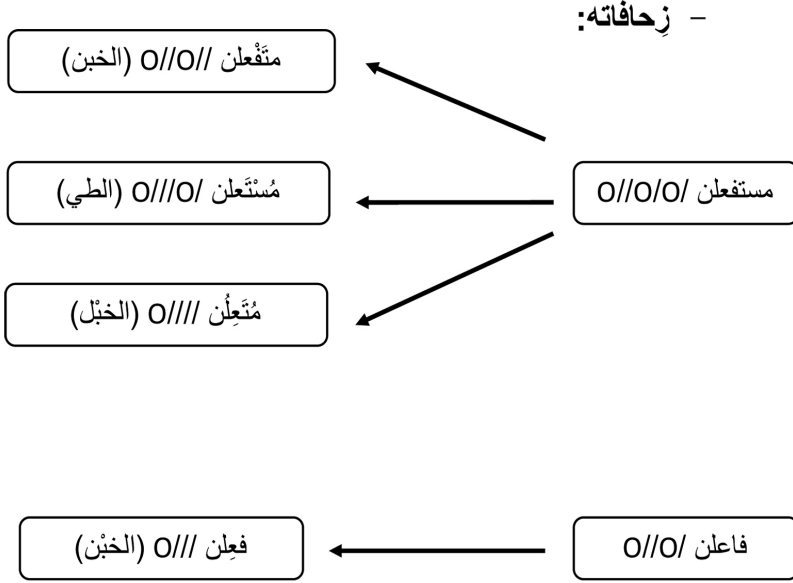 – زِحافاته:
متَفْعلن //O//O (الخبن)
مستفعلن /O/O//O
مُسْتَعلن /O///O (الطي)
مُتَعِلُن ////O (الخبْل)
فاعلن /O//O
فعِلن ///O (الخبْن)